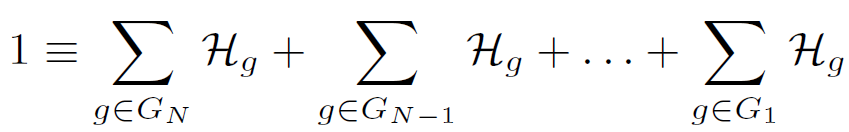 1 ≡ ∑_{g∈G_N} ℋ_g + ∑_{g∈G_{N−1}} ℋ_g + … + ∑_{g∈G_1} ℋ_g